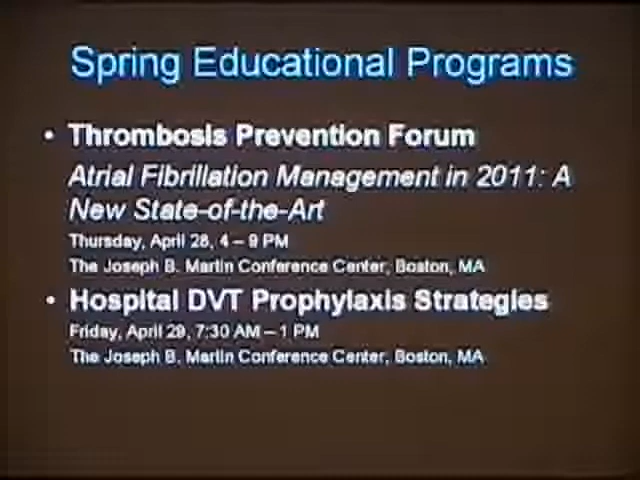 Spring Educational Programs
• Thrombosis Prevention Forum
Atrial Fibrillation Management in 2011: A
New State-of-the-Art
Thursday, April 28, 4 – 9 PM
The Joseph B. Martin Conference Center, Boston, MA
• Hospital DVT Prophylaxis Strategies
Friday, April 29, 7:30 AM – 1 PM
The Joseph B. Martin Conference Center, Boston, MA